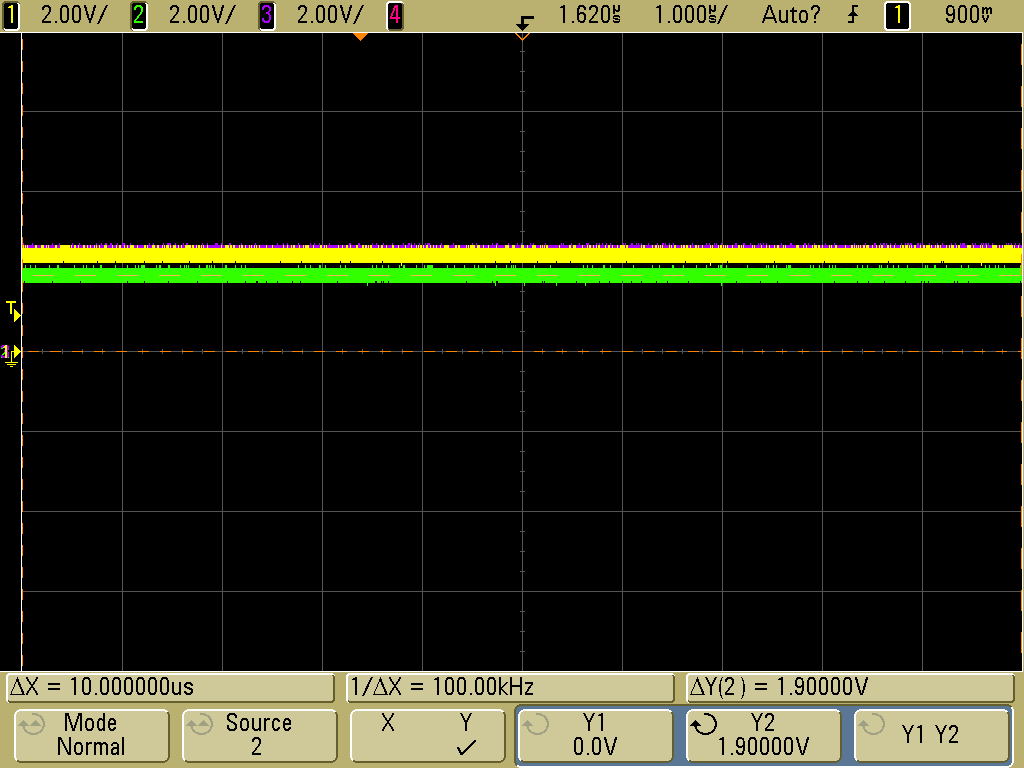 1 2.00V/ 2 2.00V/ 3 2.00V/ 4 1.620µs 1.000µs/ Auto? 1 900mV
T
1
ΔX = 10.000000us 1/ΔX = 100.00kHz ΔY(2) = 1.90000V
Mode Source X Y Y1 Y2 Y1 Y2
Normal 2 0.0V 1.90000V